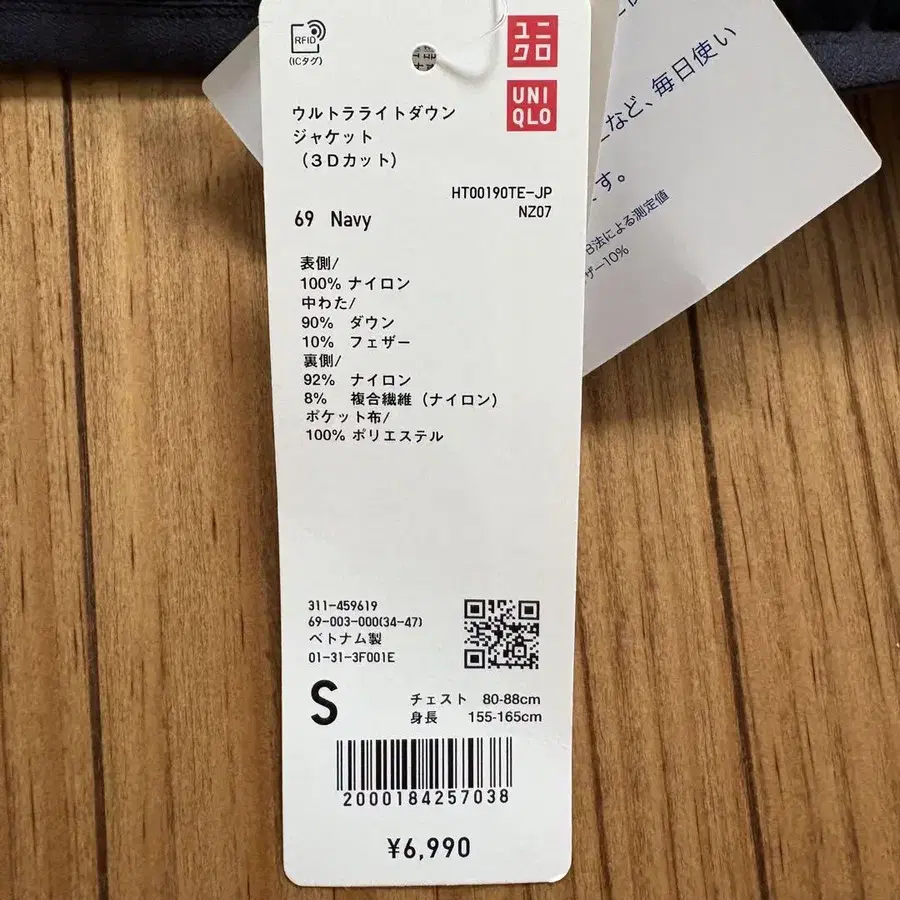 RFID
(ICタグ)
ユニ
クロ
UNI
QLO
ウルトラライトダウン
ジャケット
(3Dカット)
HT00190TE-JP
NZ07
69 Navy
表側/
100% ナイロン
中わた/
90% ダウン
10% フェザー
裏側/
92% ナイロン
8% 複合繊維 (ナイロン)
ポケット布/
100% ポリエステル
311-459619
69-003-000(34-47)
ベトナム製
01-31-3F001E
S
チェスト 80-88cm
身長 155-165cm
2000184257038
¥6,990
など、毎日使い
す。
B法による測定値
ザー10%